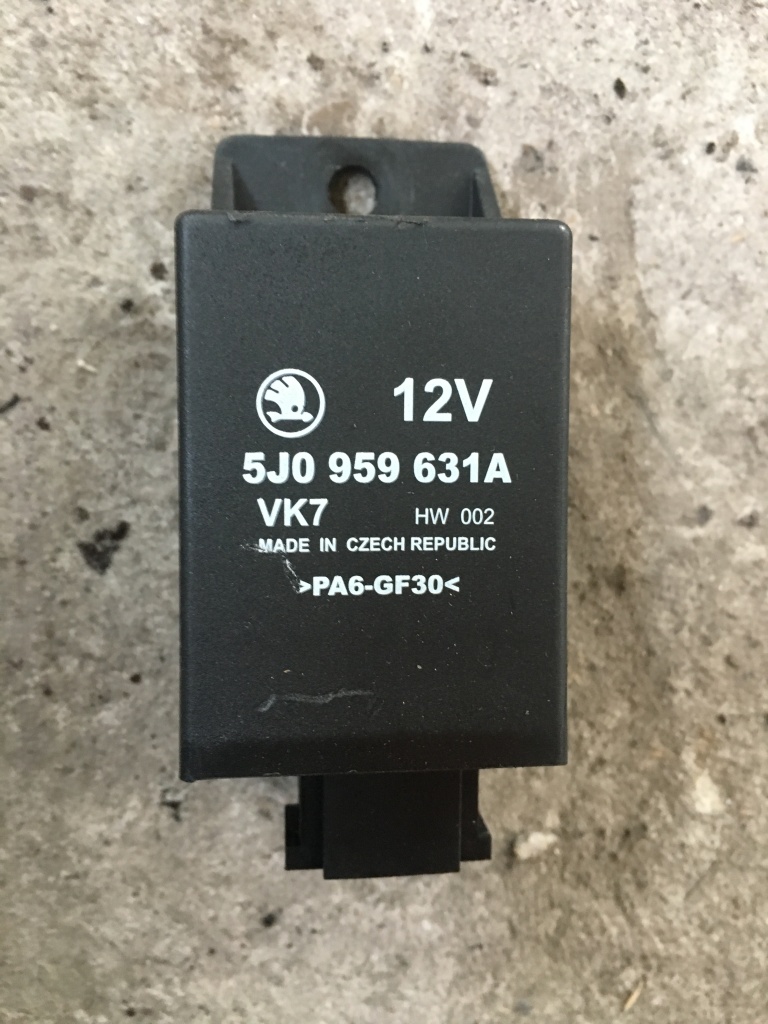 12V
5J0 959 631A
VK7 HW 002
MADE IN CZECH REPUBLIC
>PA6-GF30<